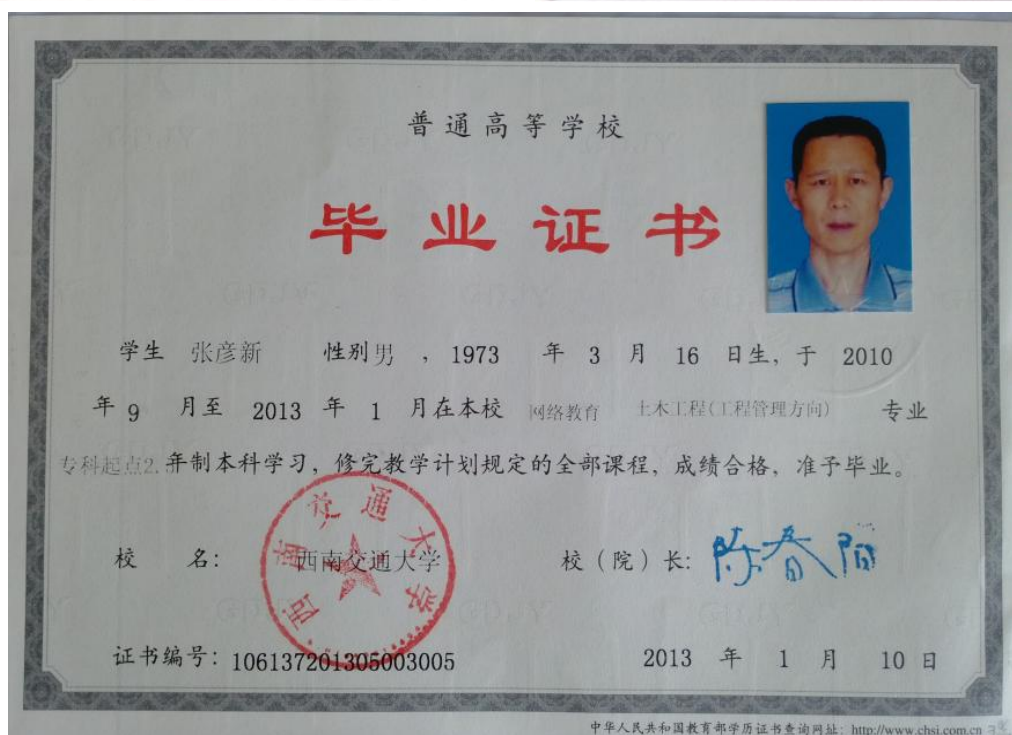 普通高等学校
毕业证书
学生 张彦新 性别男 ，1973 年 3 月 16 日生，于 2010
年 9 月至 2013 年 1 月在本校 网络教育 土木工程(工程管理方向) 专业
专科起点2. 年制本科学习，修完教学计划规定的全部课程，成绩合格，准予毕业。
校 名： 西南交通大学 校（院）长： 陈春阳
西南交通大学
证书编号：106137201305003005 2013 年 1 月 10 日
中华人民共和国教育部学历证书查询网址：http://www.chsi.com.cn